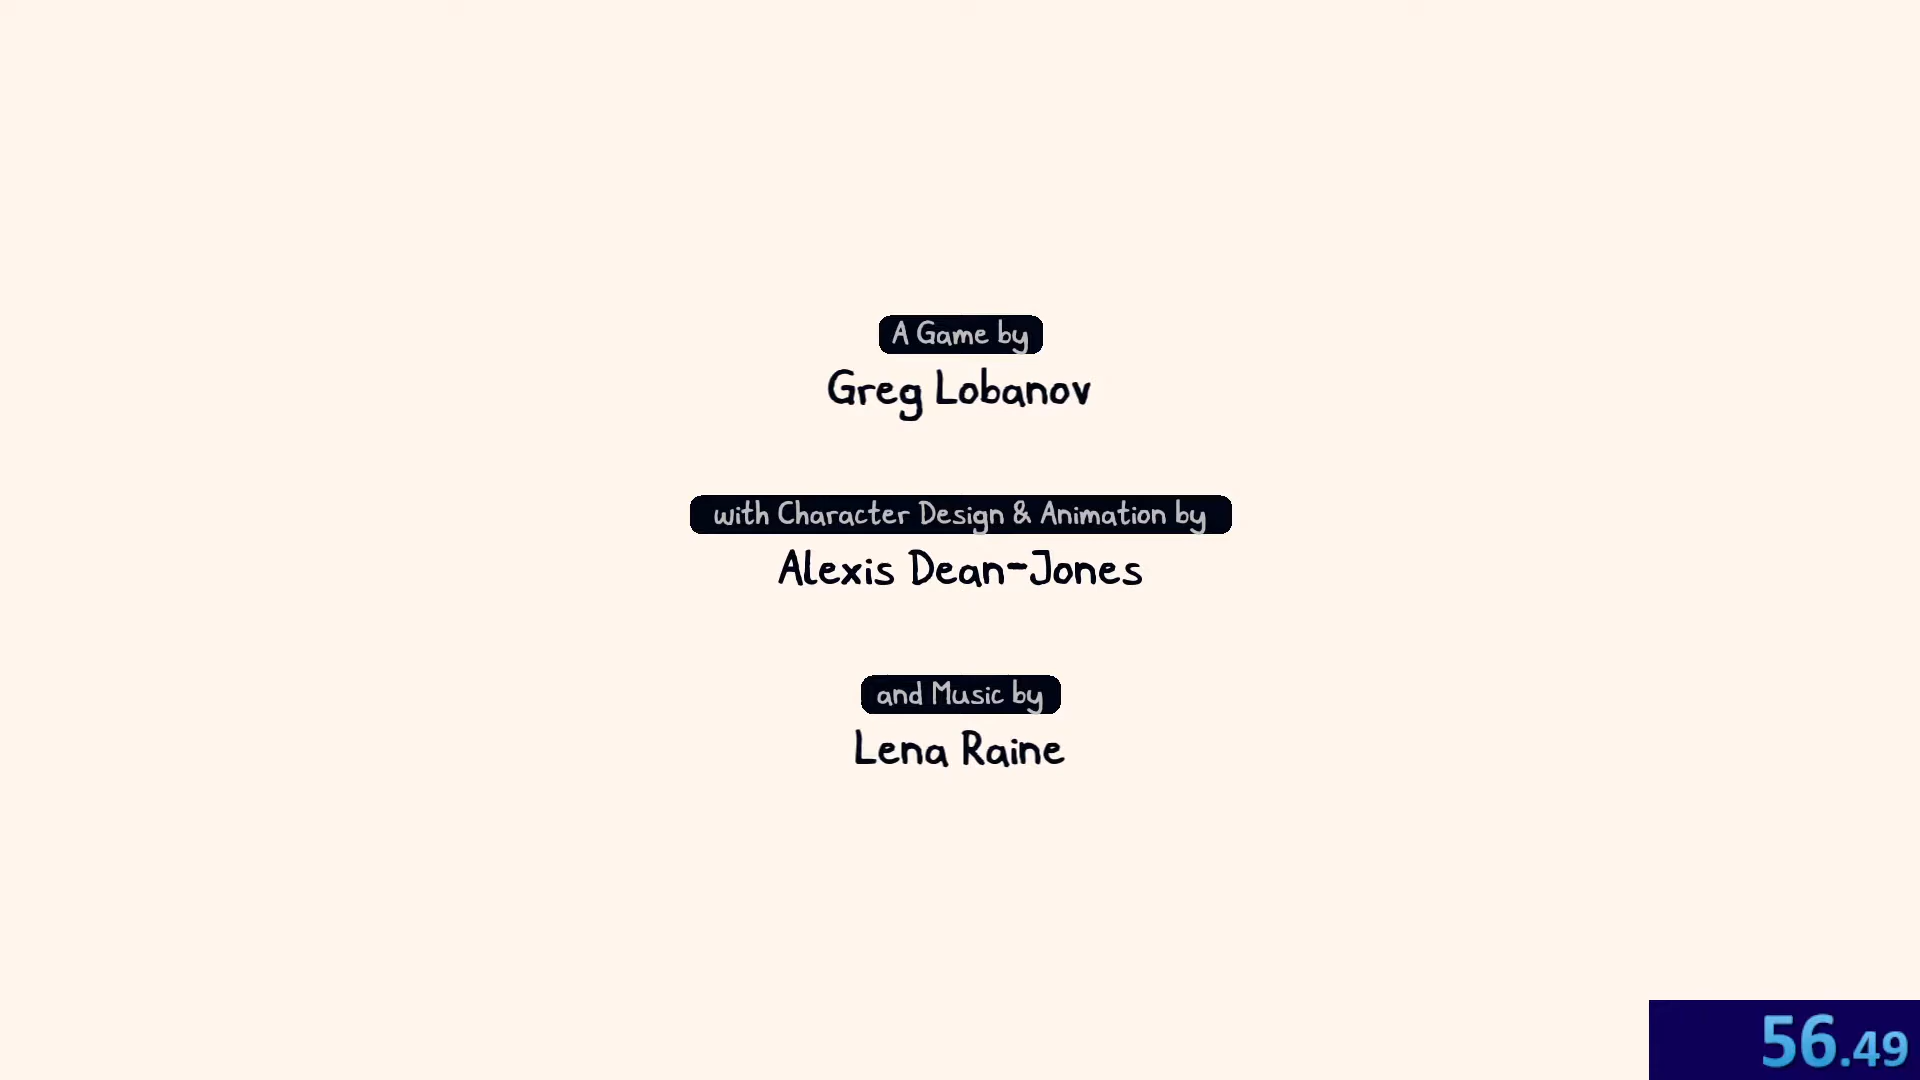 A Game by
Greg Lobanov
with Character Design & Animation by
Alexis Dean-Jones
and Music by
Lena Raine
56.49